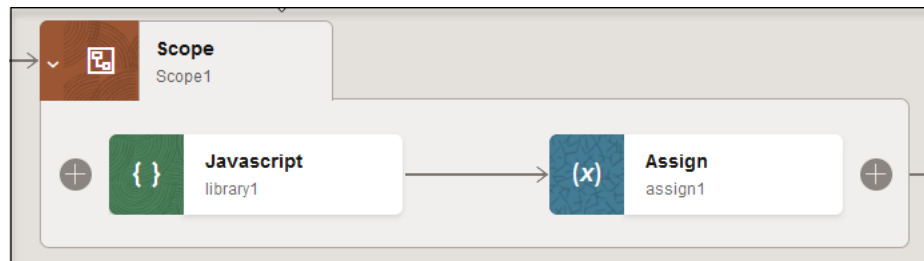 Scope
Scope1
{ }
Javascript
library1
(x)
Assign
assign1